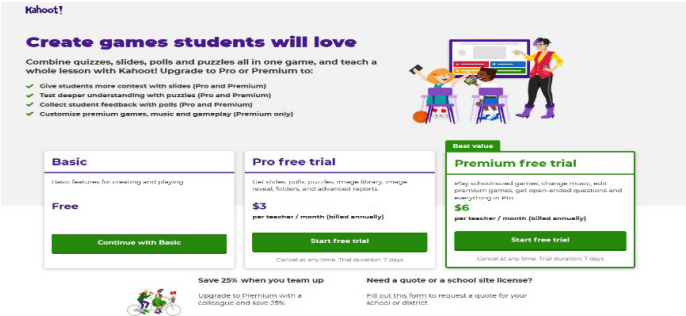 Kahoot!
Create games students will love
Combine quizzes, slides, polls and puzzles all in one game, and teach a
whole lesson with Kahoot! Upgrade to Pro or Premium to:
Give students more context with slides (Pro and Premium)
Test deeper understanding with puzzles (Pro and Premium)
Collect student feedback with polls (Pro and Premium)
Customize premium games, music and gameplay (Premium only)
Basic
Basic features for creating and playing
Free
Continue with Basic
Pro free trial
Get slides, polls, puzzles, image library, image
reveal, folders, and advanced reports.
$3
per teacher / month (billed annually)
Start free trial
Cancel at any time. Trial duration: 7 days
Best value
Premium free trial
Play school-sized games, change music, edit
premium games, get open-ended questions and
everything in Pro.
$6
per teacher / month (billed annually)
Start free trial
Cancel at any time. Trial duration: 7 days
Save 25% when you team up
Upgrade to Premium with a
colleague and save 25%
Need a quote or a school site license?
Fill out this form to request a quote for your
school or district